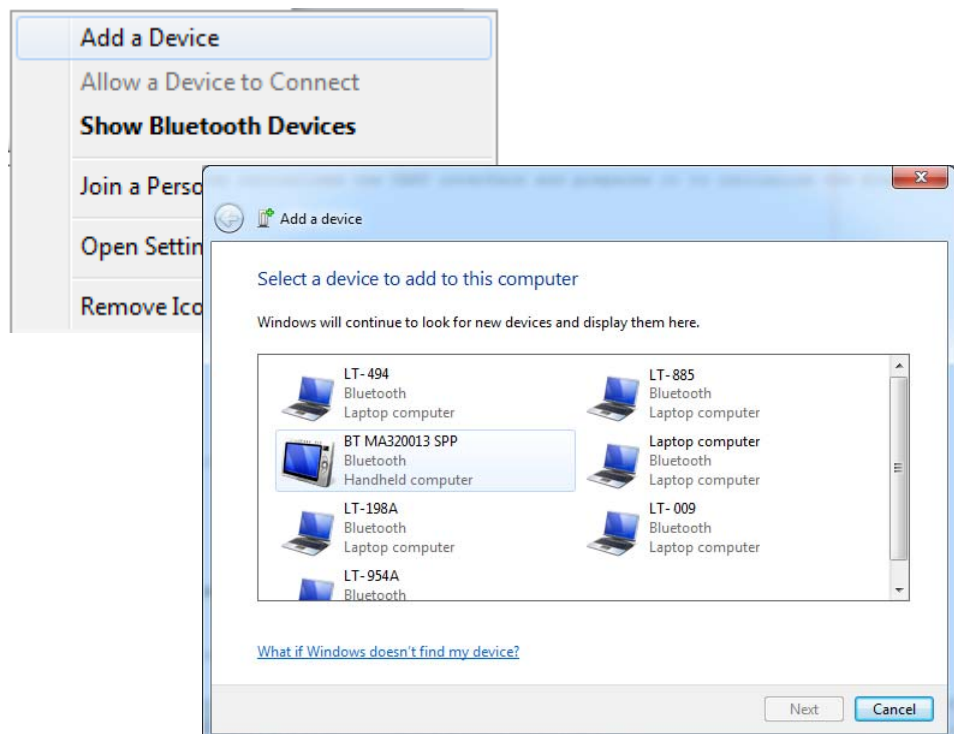 Add a Device
Allow a Device to Connect
Show Bluetooth Devices
Join a Perso
Open Settin
Remove Ico
Add a device
Select a device to add to this computer
Windows will continue to look for new devices and display them here.
LT-494
Bluetooth
Laptop computer
LT-885
Bluetooth
Laptop computer
BT MA320013 SPP
Bluetooth
Handheld computer
Laptop computer
Bluetooth
Laptop computer
LT-198A
Bluetooth
Laptop computer
LT-009
Bluetooth
Laptop computer
LT-954A
Bluetooth
What if Windows doesn't find my device?
Next
Cancel